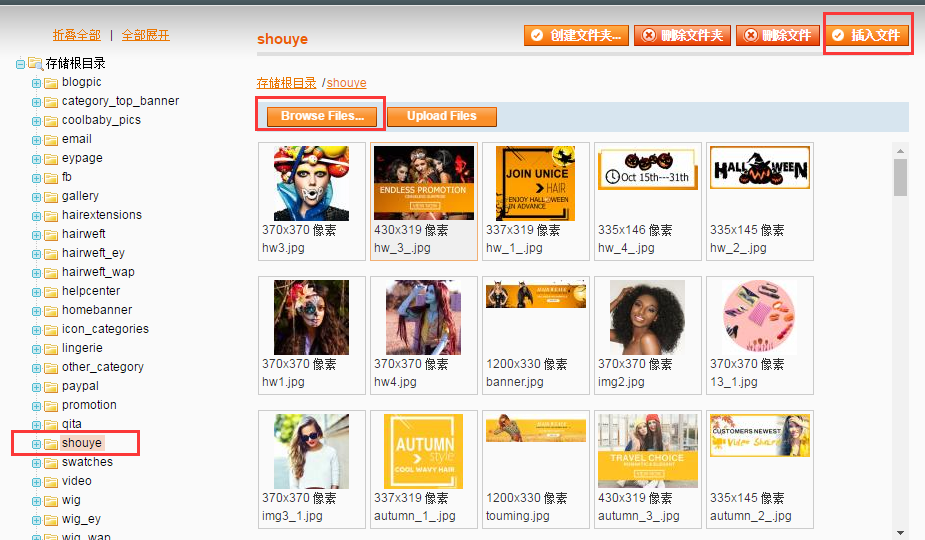 折叠全部 | 全部展开
存储根目录
blogpic
category_top_banner
coolbaby_pics
email
eypage
fb
gallery
hairextensions
hairweft
hairweft_ey
hairweft_wap
helpcenter
homebanner
icon_categories
lingerie
other_category
paypal
promotion
qita
shouye
swatches
video
wig
wig_ey
wig_wap
shouye
创建文件夹...
删除文件夹
删除文件
插入文件
存储根目录 /shouye
Browse Files...
Upload Files
370x370 像素
hw3.jpg
ENDLESS PROMOTION
430x319 像素
hw_3_.jpg
JOIN UNICE
HAIR
ENJOY HALLOWEEN
IN ADVANCE
337x319 像素
hw_1_.jpg
Oct 15th---31th
335x146 像素
hw_4_.jpg
HALLOWEEN
335x145 像素
hw_2_.jpg
370x370 像素
hw1.jpg
370x370 像素
hw4.jpg
1200x330 像素
banner.jpg
370x370 像素
img2.jpg
370x370 像素
13_1.jpg
370x370 像素
img3_1.jpg
AUTUMN
style
COOL WAVY HAIR
337x319 像素
autumn_1_.jpg
1200x330 像素
touming.jpg
TRAVEL CHOICE
430x319 像素
autumn_3_.jpg
CUSTOMERS NEWEST
Video Shared
335x145 像素
autumn_2_.jpg